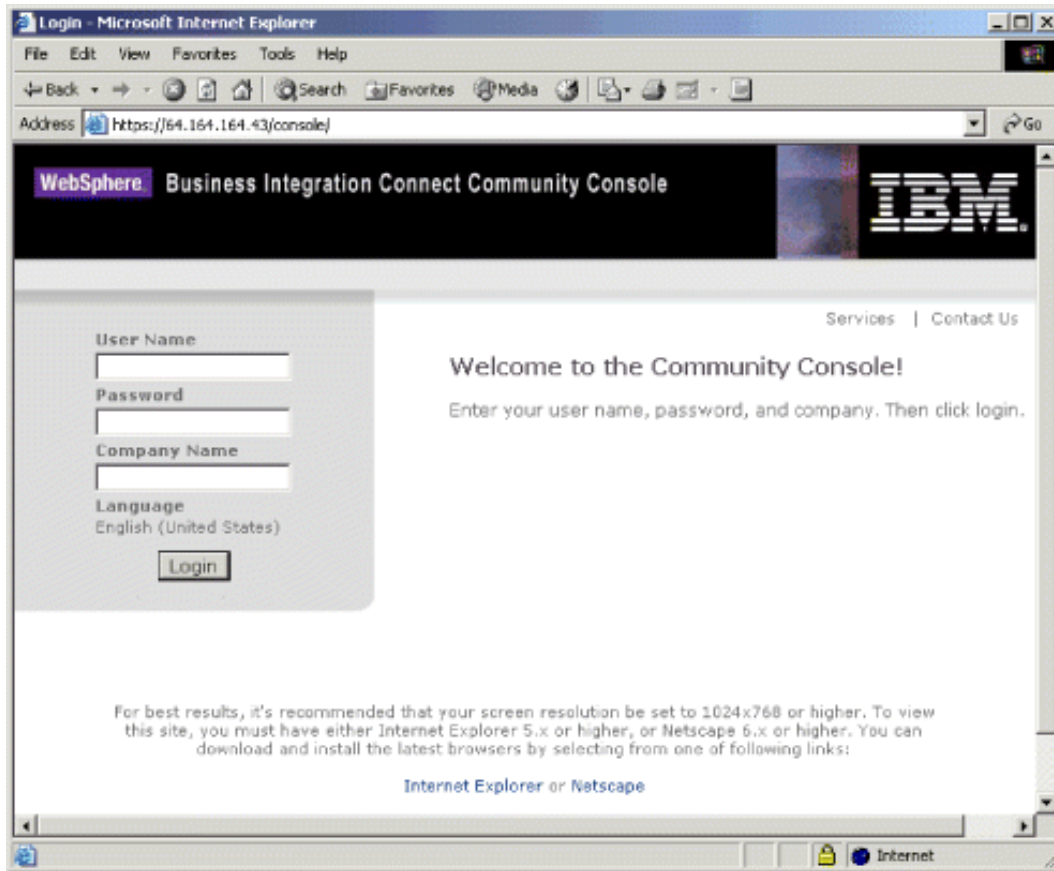 Login - Microsoft Internet Explorer
File Edit View Favorites Tools Help
Back Search Favorites Media
Address https://64.164.164.43/console/ Go
WebSphere. Business Integration Connect Community Console
IBM.
Services | Contact Us
User Name
Welcome to the Community Console!
Password
Enter your user name, password, and company. Then click login.
Company Name
Language
English (United States)
Login
For best results, it's recommended that your screen resolution be set to 1024x768 or higher. To view
this site, you must have either Internet Explorer 5.x or higher, or Netscape 6.x or higher. You can
download and install the latest browsers by selecting from one of following links:
Internet Explorer or Netscape
Internet